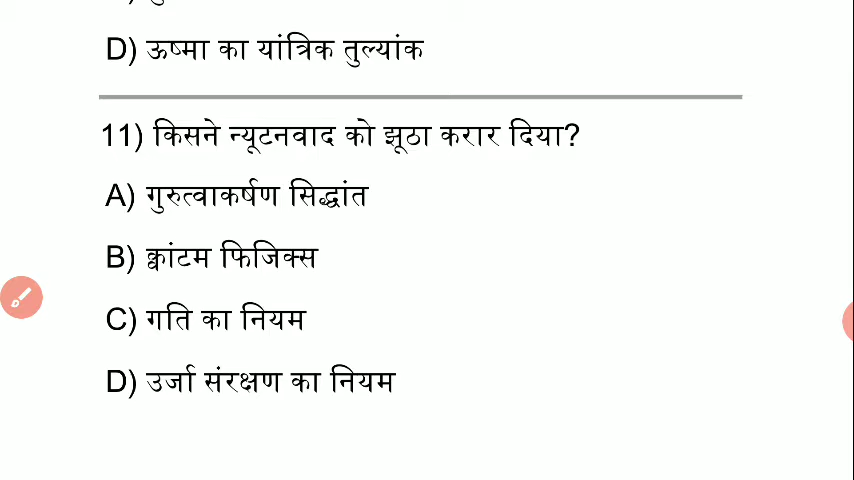 D) ऊष्मा का यांत्रिक तुल्यांक
11) किसने न्यूटनवाद को झूठा करार दिया?
A) गुरुत्वाकर्षण सिद्धांत
B) क्वांटम फिजिक्स
C) गति का नियम
D) उर्जा संरक्षण का नियम